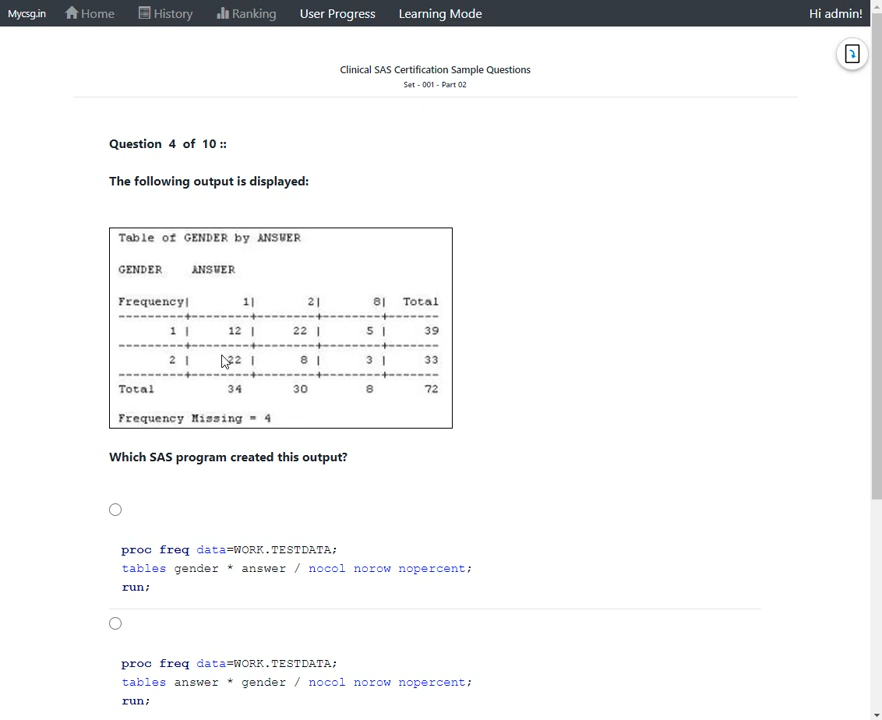 Mycsg.in Home History Ranking User Progress Learning Mode Hi admin!
Clinical SAS Certification Sample Questions
Set - 001 - Part 02
Question 4 of 10 ::
The following output is displayed:
Table of GENDER by ANSWER
GENDER ANSWER
Frequency| 1| 2| 8| Total
---------+--------+--------+--------+
1 | 12 | 22 | 5 | 39
---------+--------+--------+--------+
2 | 22 | 8 | 3 | 33
---------+--------+--------+--------+
Total 34 30 8 72
Frequency Missing = 4
Which SAS program created this output?
proc freq data=WORK.TESTDATA;
tables gender * answer / nocol norow nopercent;
run;
proc freq data=WORK.TESTDATA;
tables answer * gender / nocol norow nopercent;
run;